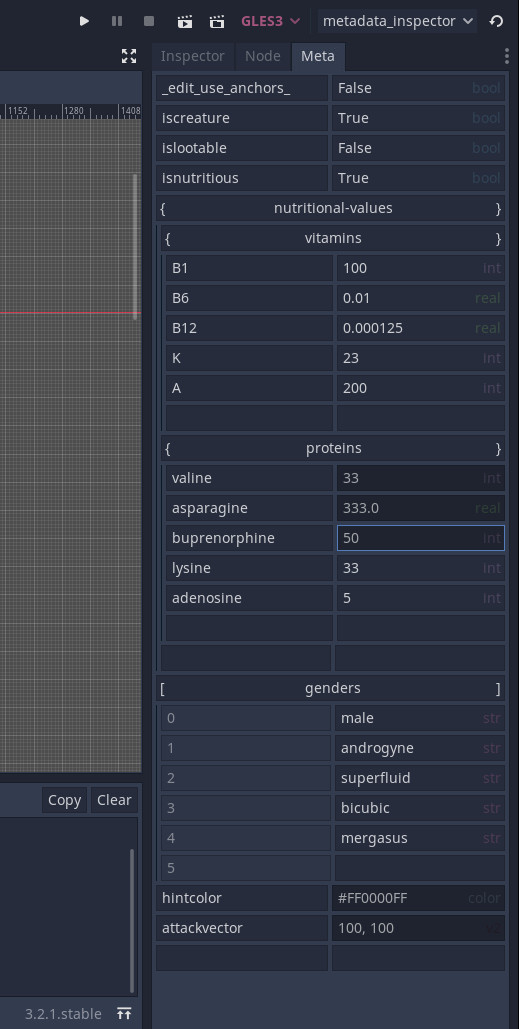 GLES3 metadata_inspector
Inspector Node Meta
_edit_use_anchors_ False bool
1152 1280 1408
iscreature True bool
islootable False bool
isnutritious True bool
{ nutritional-values }
{ vitamins }
B1 100 int
B6 0.01 real
B12 0.000125 real
K 23 int
A 200 int
{ proteins }
valine 33 int
asparagine 333.0 real
buprenorphine 50 int
lysine 33 int
adenosine 5 int
[ genders ]
0 male str
1 androgyne str
2 superfluid str
3 bicubic str
4 mergasus str
5
Copy Clear
hintcolor #FF0000FF color
attackvector 100, 100 v2
3.2.1.stable